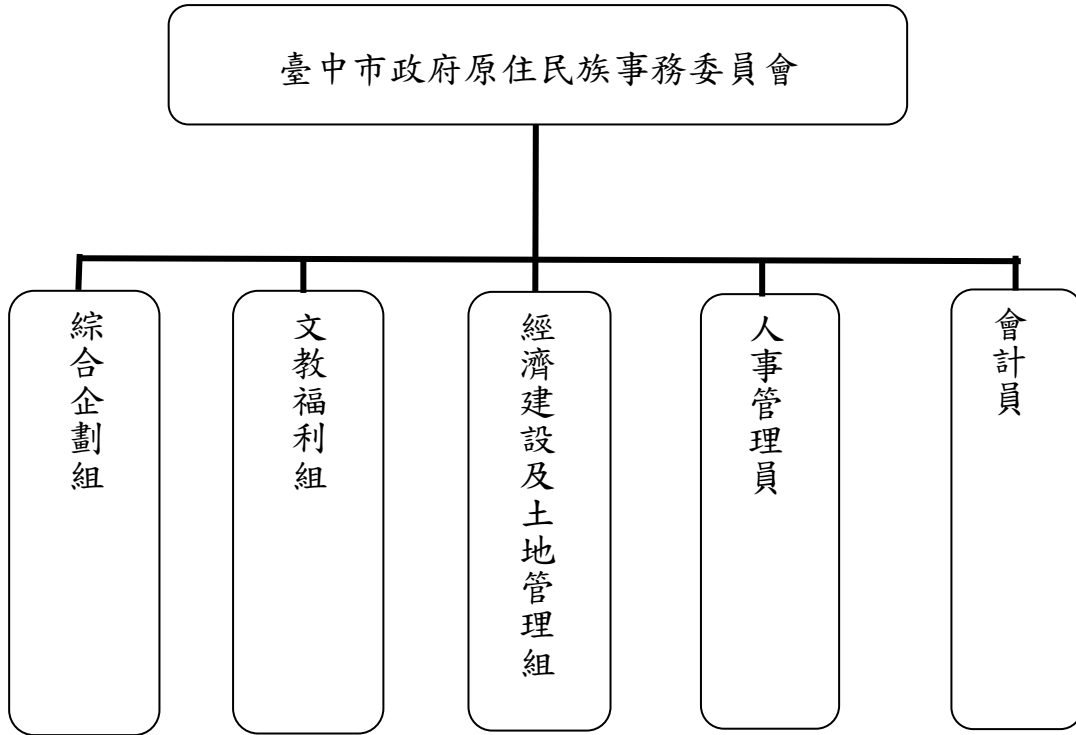 臺中市政府原住民族事務委員會
綜合企劃組
文教福利組
經濟建設及土地管理組
人事管理員
會計員